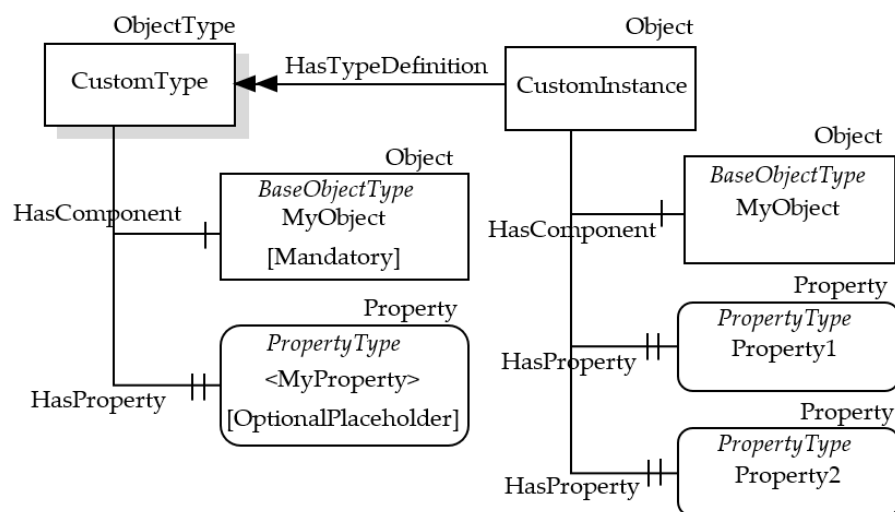 ObjectType
CustomType
HasTypeDefinition
Object
CustomInstance
Object
BaseObjectType
MyObject
[Mandatory]
HasComponent
Property
PropertyType
<MyProperty>
[OptionalPlaceholder]
HasProperty
Object
BaseObjectType
MyObject
HasComponent
Property
PropertyType
Property1
HasProperty
Property
PropertyType
Property2
HasProperty